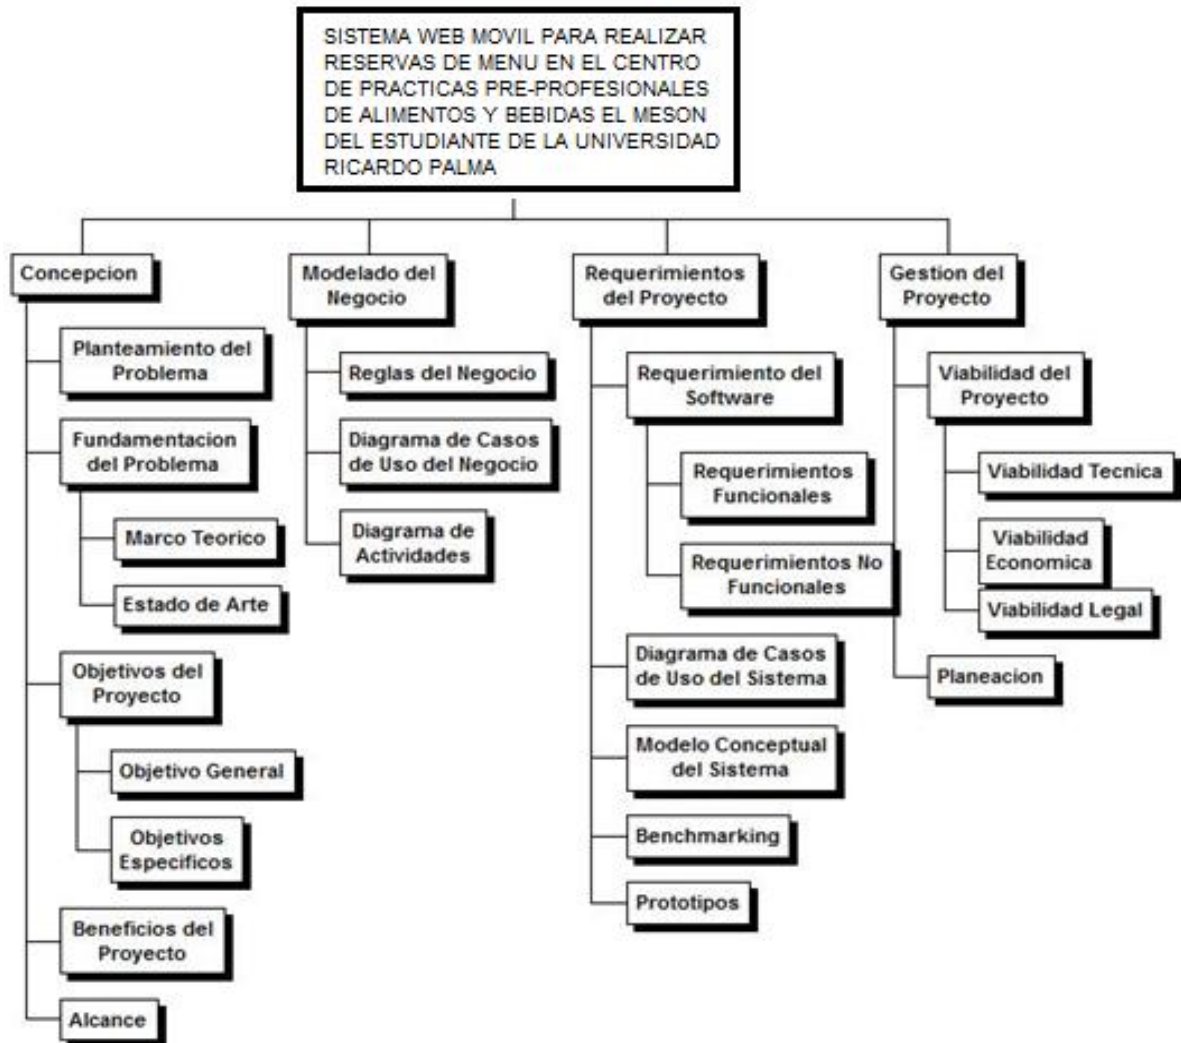 SISTEMA WEB MOVIL PARA REALIZAR
RESERVAS DE MENU EN EL CENTRO
DE PRACTICAS PRE-PROFESIONALES
DE ALIMENTOS Y BEBIDAS EL MESON
DEL ESTUDIANTE DE LA UNIVERSIDAD
RICARDO PALMA
Concepcion
Planteamiento del
Problema
Fundamentacion
del Problema
Marco Teorico
Estado de Arte
Objetivos del
Proyecto
Objetivo General
Objetivos
Especificos
Beneficios del
Proyecto
Alcance
Modelado del
Negocio
Reglas del Negocio
Diagrama de Casos
de Uso del Negocio
Diagrama de
Actividades
Requerimientos
del Proyecto
Requerimiento del
Software
Requerimientos
Funcionales
Requerimientos No
Funcionales
Diagrama de Casos
de Uso del Sistema
Modelo Conceptual
del Sistema
Benchmarking
Prototipos
Gestion del
Proyecto
Viabilidad del
Proyecto
Viabilidad Tecnica
Viabilidad
Economica
Viabilidad Legal
Planeacion